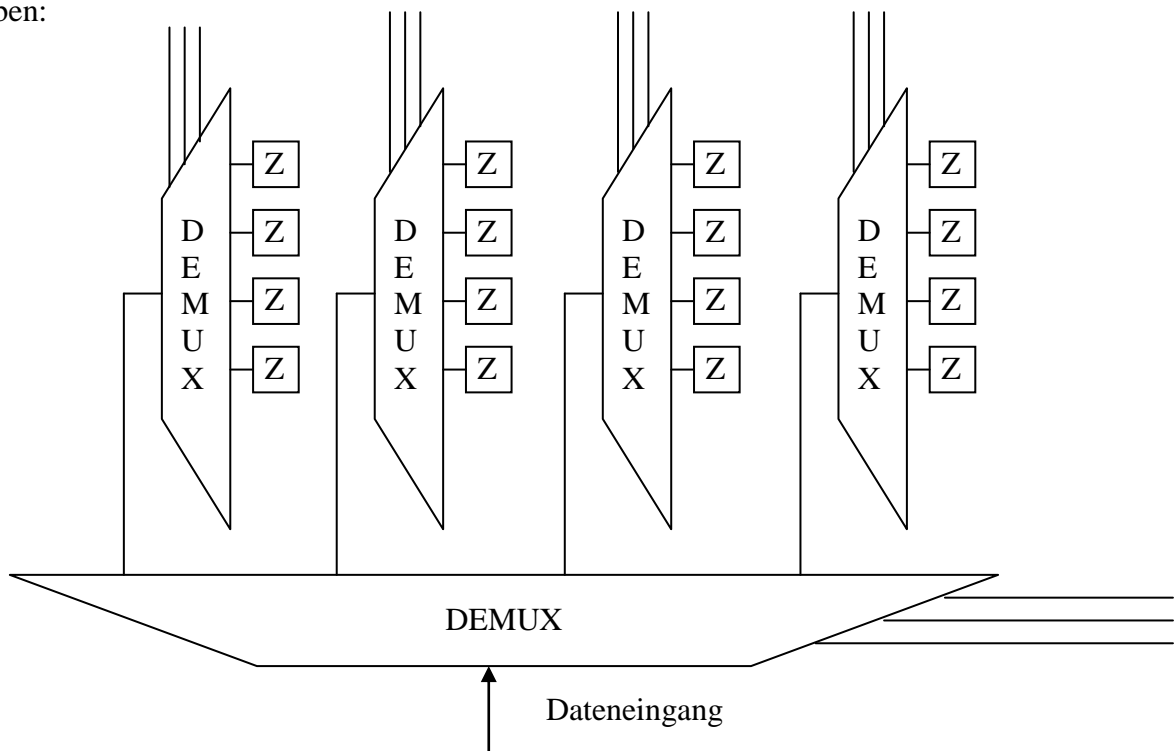 ben:
Z Z Z Z
D Z D Z D Z D Z
E E E E
M Z M Z M Z M Z
U U U U
X Z X Z X Z X Z
DEMUX
Dateneingang